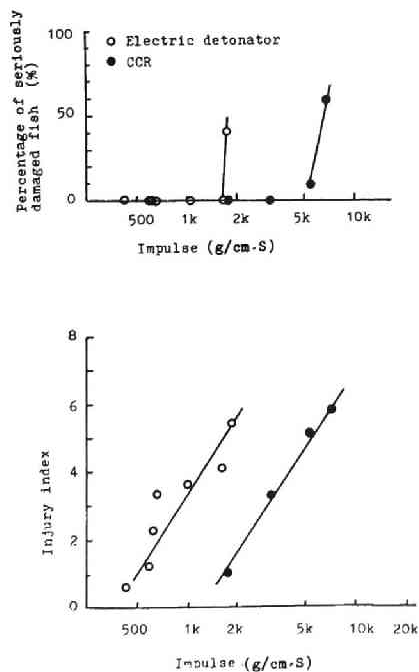 Percentage of seriously
damaged fish (%)
100
50
0
Electric detonator
CCR
500 1k 2k 5k 10k
Impulse (g/cm.S)
Injury index
8
6
4
2
0
500 1k 2k 5k 10k 20k
Impulse (g/cm.S)